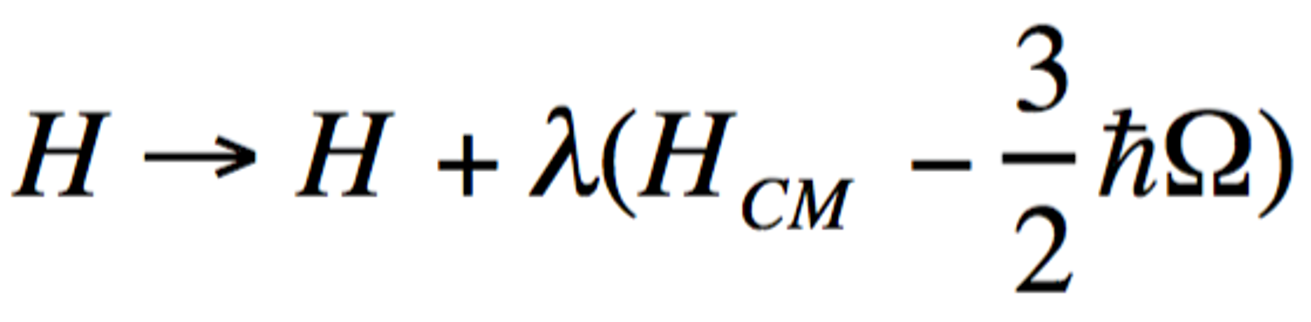 H → H + λ(H_CM − 3/2 ħΩ)